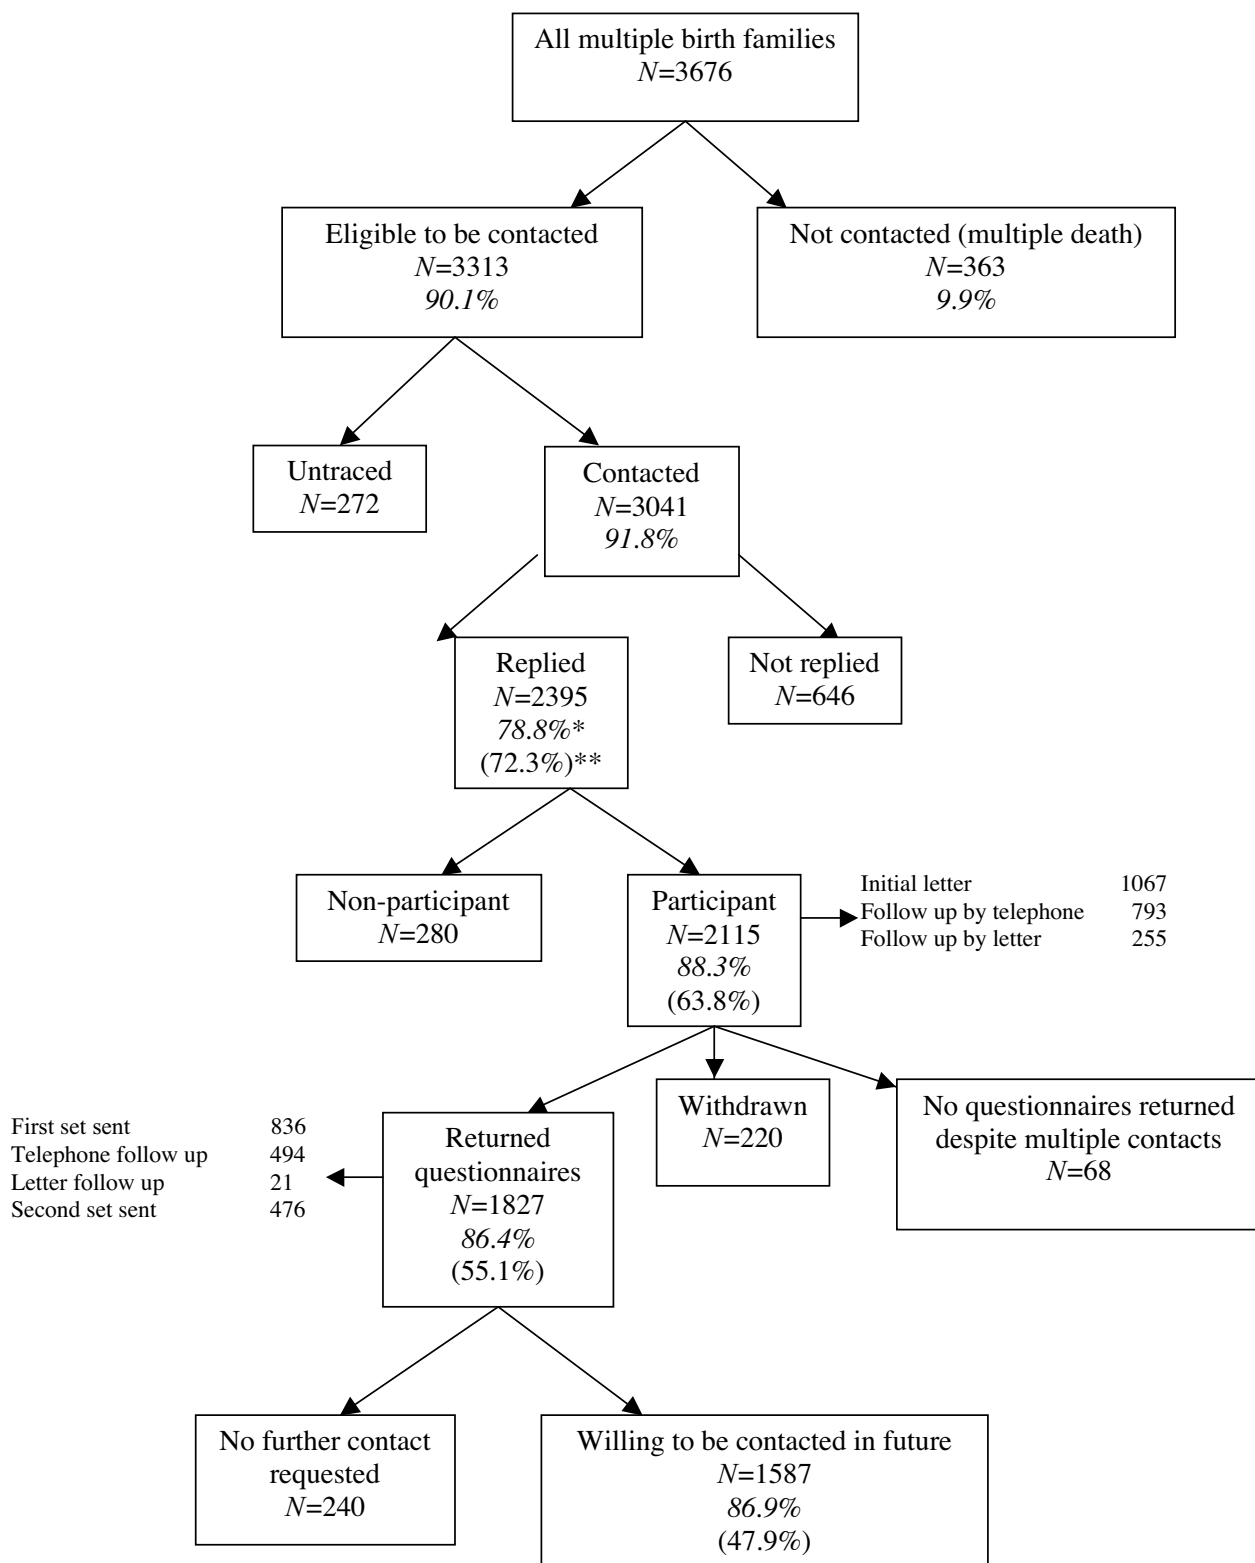 All multiple birth families
N=3676
Eligible to be contacted
N=3313
90.1%
Not contacted (multiple death)
N=363
9.9%
Untraced
N=272
Contacted
N=3041
91.8%
Replied
N=2395
78.8%*
(72.3%)**
Not replied
N=646
Non-participant
N=280
Participant
N=2115
88.3%
(63.8%)
Initial letter 1067
Follow up by telephone 793
Follow up by letter 255
First set sent 836
Telephone follow up 494
Letter follow up 21
Second set sent 476
Returned
questionnaires
N=1827
86.4%
(55.1%)
Withdrawn
N=220
No questionnaires returned
despite multiple contacts
N=68
No further contact
requested
N=240
Willing to be contacted in future
N=1587
86.9%
(47.9%)